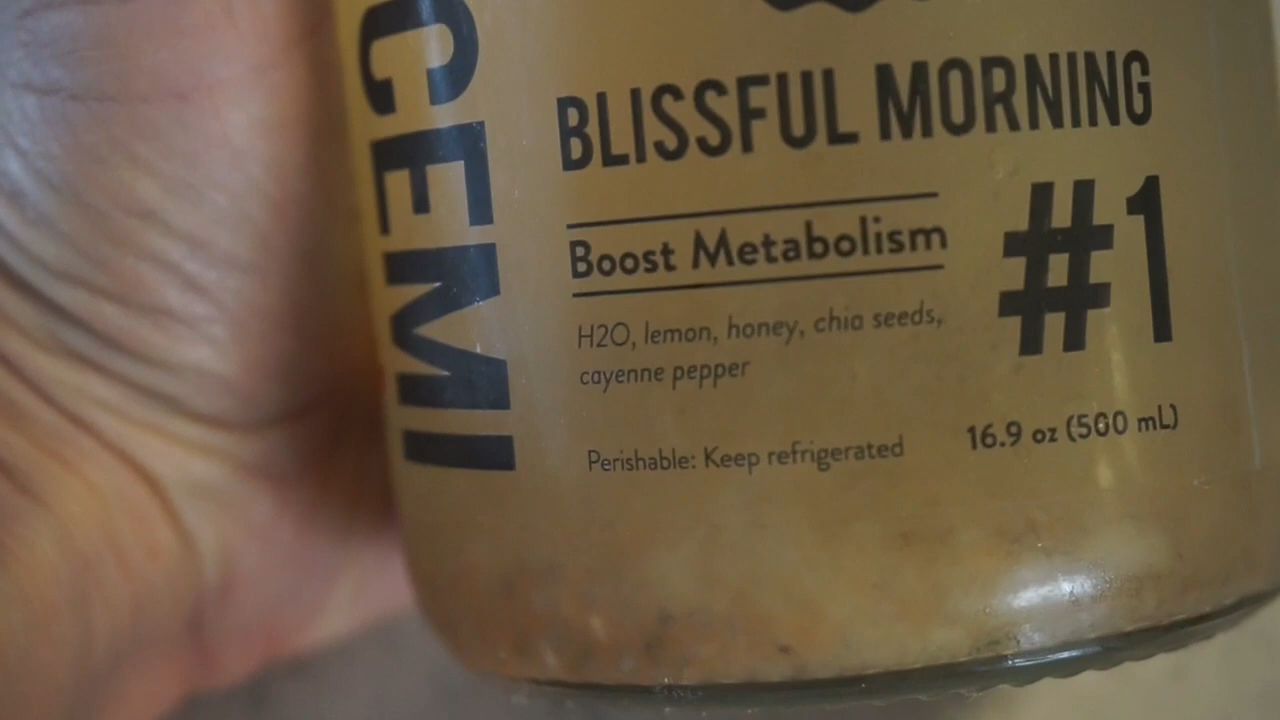 CEMI
BLISSFUL MORNING
#1
Boost Metabolism
H2O, lemon, honey, chia seeds,
cayenne pepper
Perishable: Keep refrigerated
16.9 oz (500 mL)